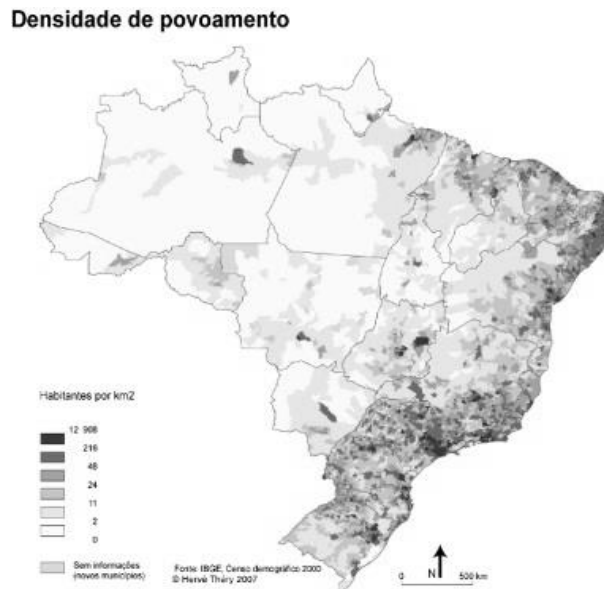 Densidade de povoamento
Habitantes por km2
12 908
216
48
24
11
2
0
Sem informações
(novos municípios)
Fonte: IBGE, Censo demográfico 2000
© Hervé Théry 2007
N
0 500 km